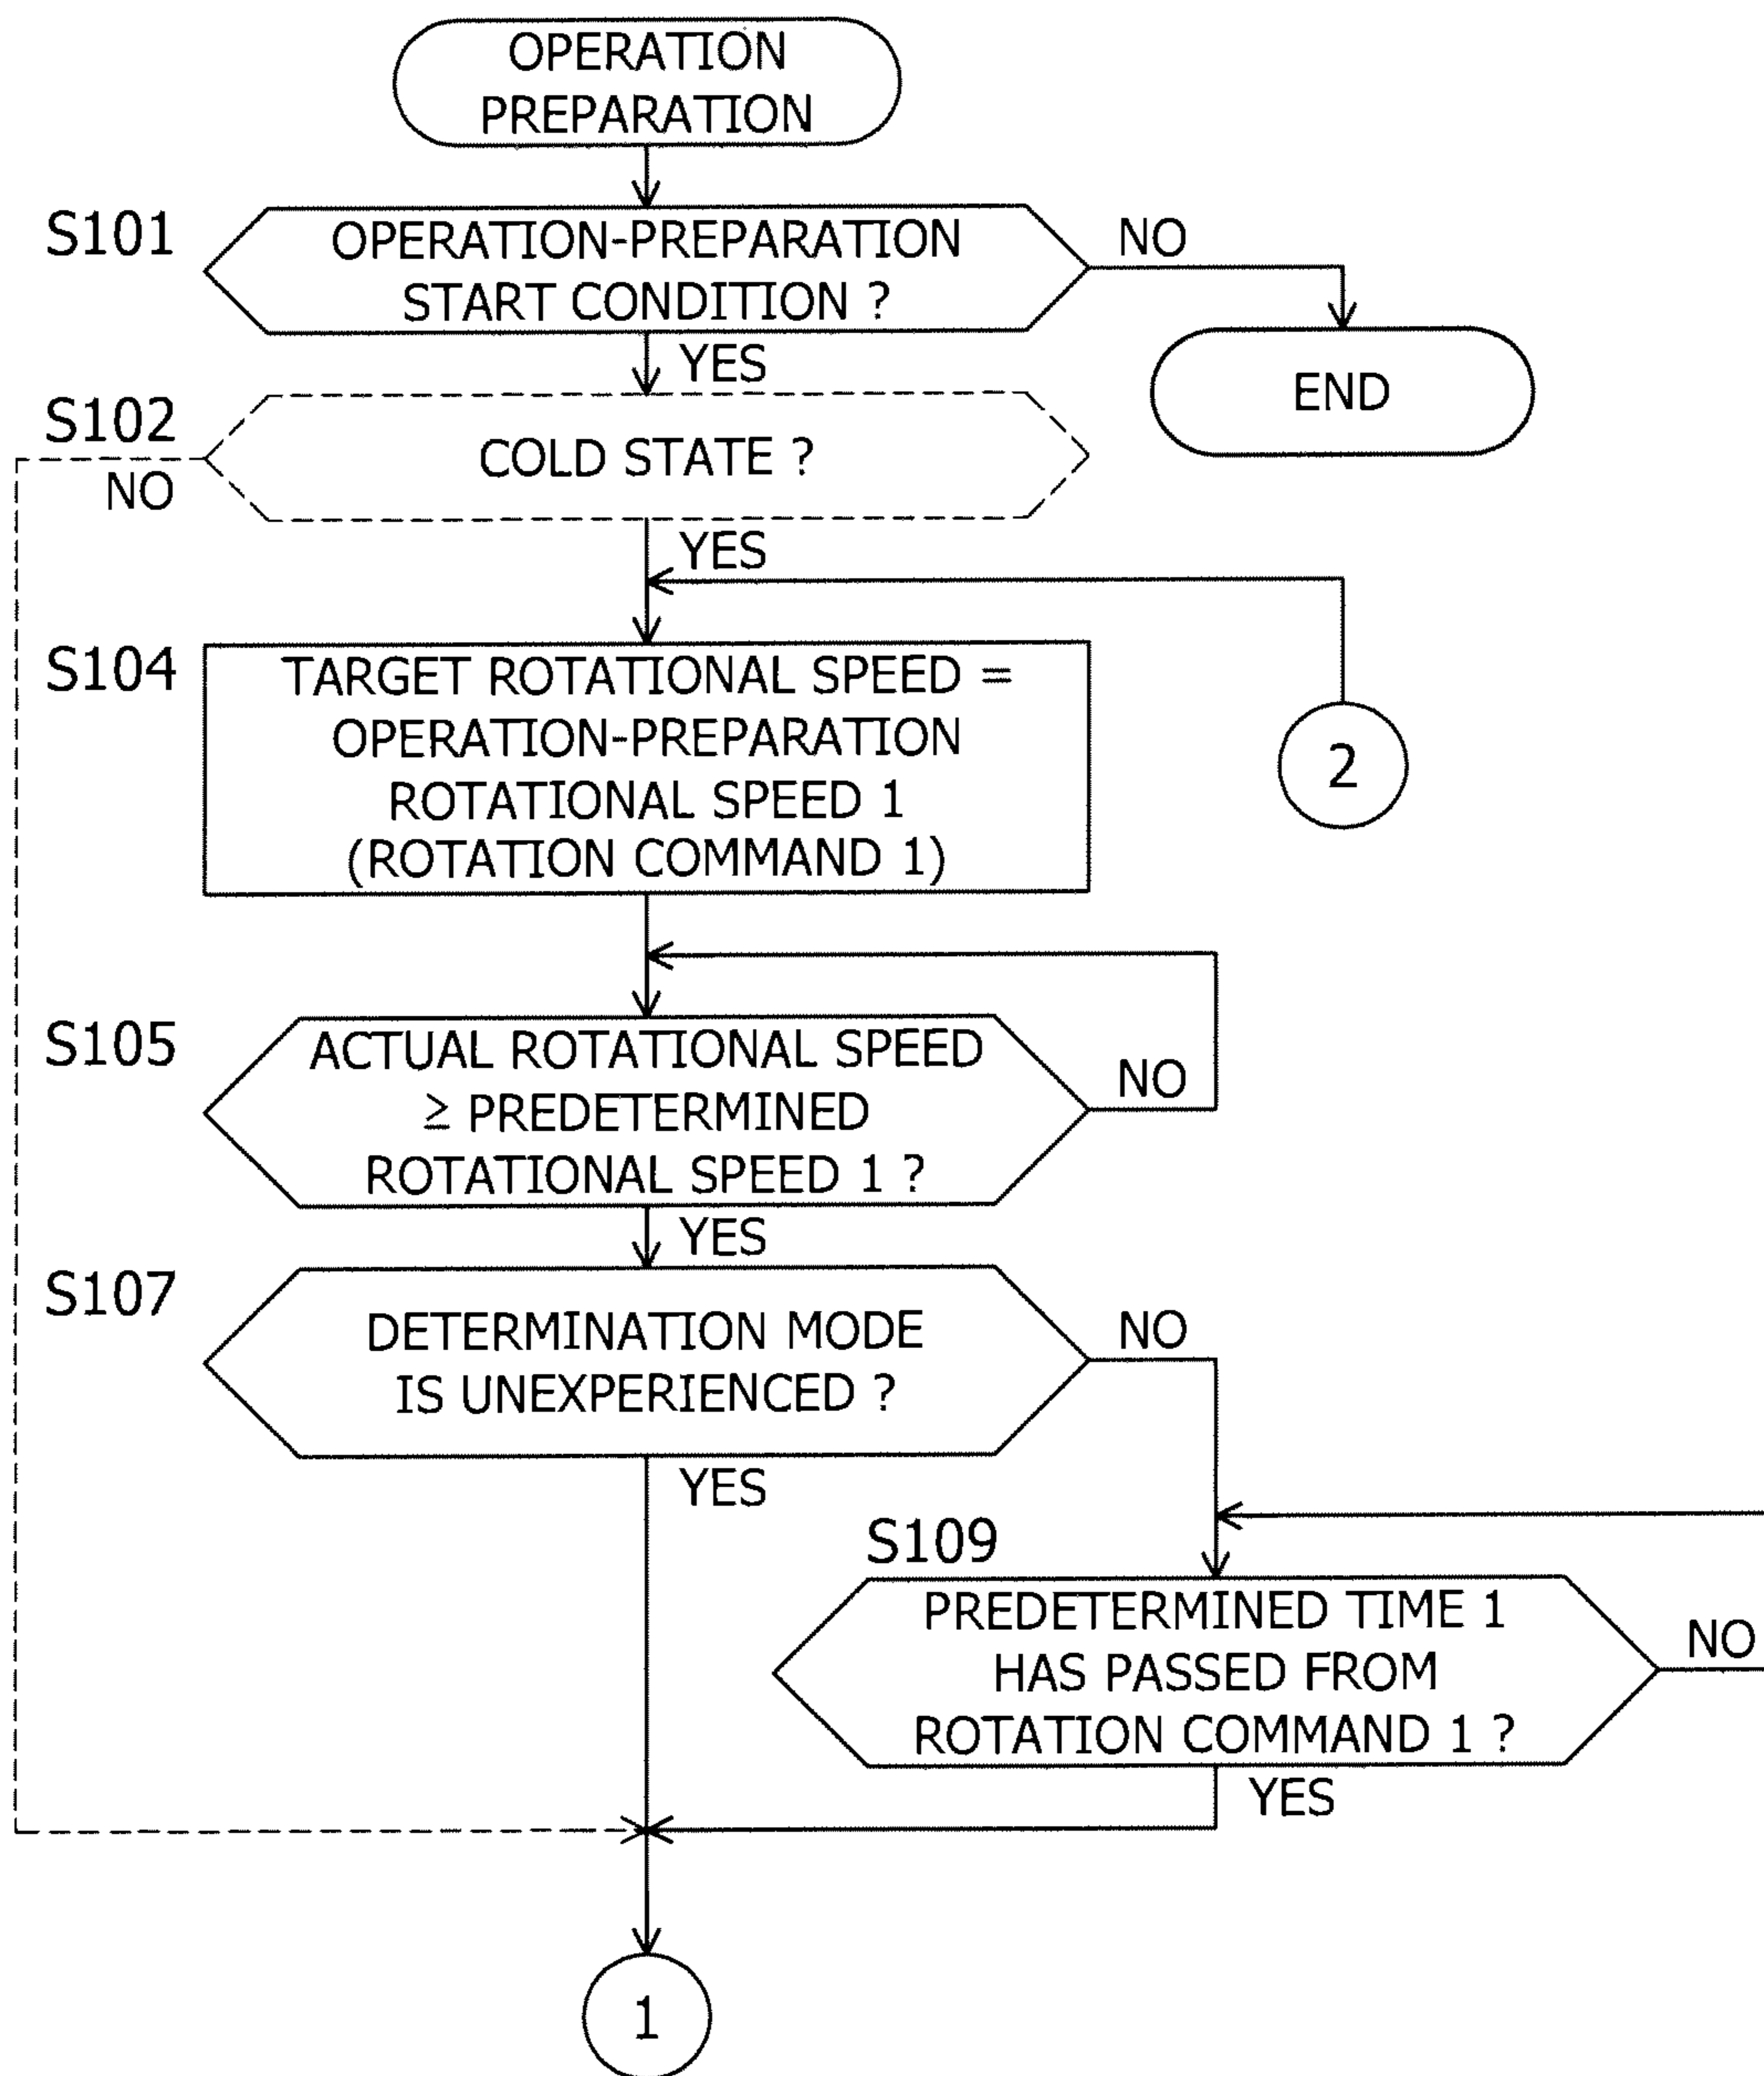 OPERATION
PREPARATION
S101
OPERATION-PREPARATION
START CONDITION ?
NO
YES
END
S102
COLD STATE ?
NO
YES
S104
TARGET ROTATIONAL SPEED =
OPERATION-PREPARATION
ROTATIONAL SPEED 1
(ROTATION COMMAND 1)
2
S105
ACTUAL ROTATIONAL SPEED
≥ PREDETERMINED
ROTATIONAL SPEED 1 ?
NO
YES
S107
DETERMINATION MODE
IS UNEXPERIENCED ?
NO
YES
S109
PREDETERMINED TIME 1
HAS PASSED FROM
ROTATION COMMAND 1 ?
NO
YES
1